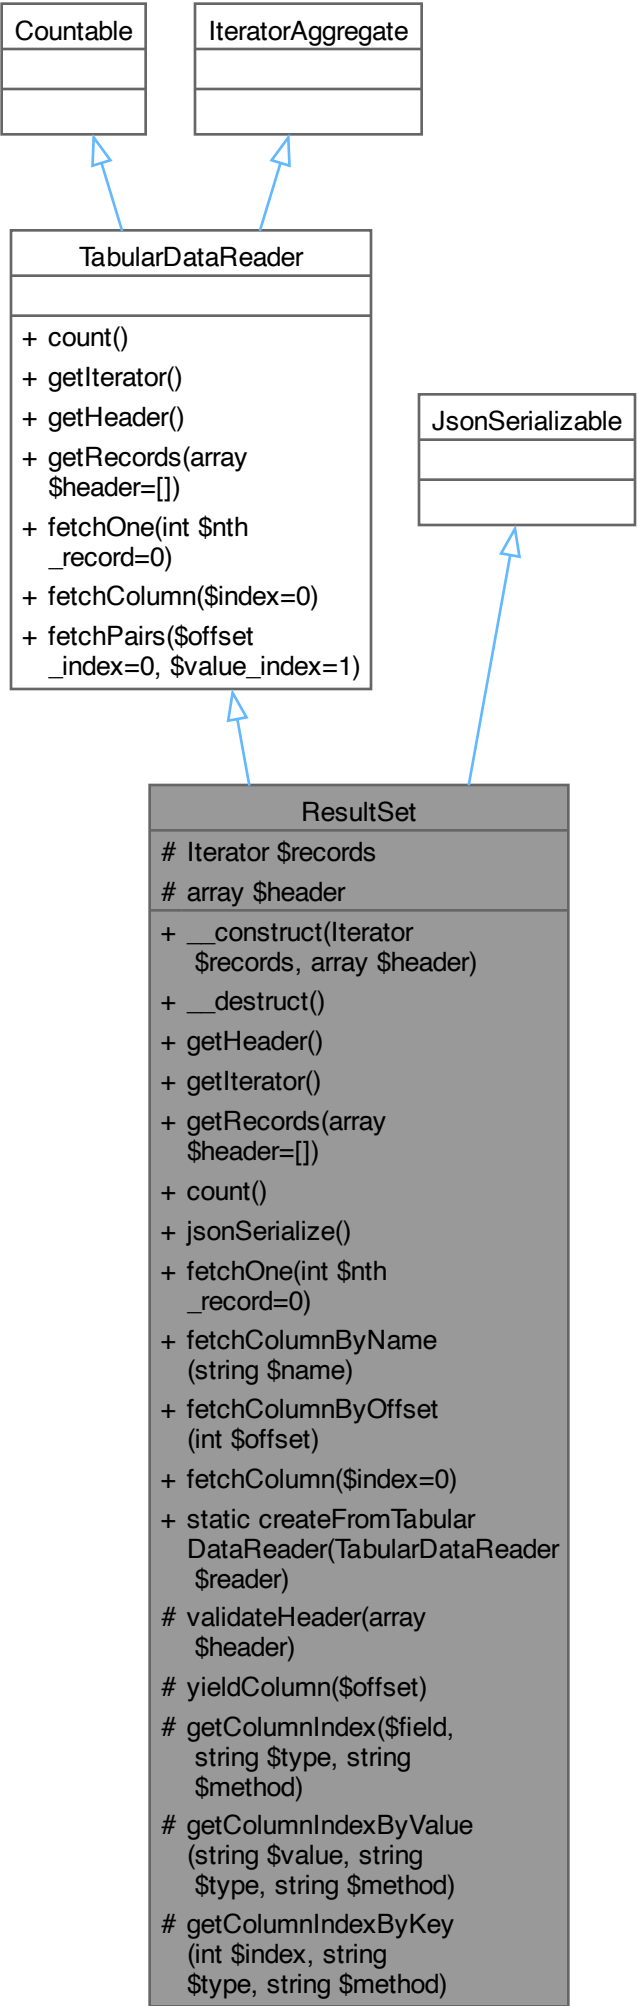 Countable
IteratorAggregate
TabularDataReader
+ count()
+ getIterator()
+ getHeader()
+ getRecords(array
$header=[])
+ fetchOne(int $nth
_record=0)
+ fetchColumn($index=0)
+ fetchPairs($offset
_index=0, $value_index=1)
JsonSerializable
ResultSet
# Iterator $records
# array $header
+ __construct(Iterator
$records, array $header)
+ __destruct()
+ getHeader()
+ getIterator()
+ getRecords(array
$header=[])
+ count()
+ jsonSerialize()
+ fetchOne(int $nth
_record=0)
+ fetchColumnByName
(string $name)
+ fetchColumnByOffset
(int $offset)
+ fetchColumn($index=0)
+ static createFromTabular
DataReader(TabularDataReader
$reader)
# validateHeader(array
$header)
# yieldColumn($offset)
# getColumnIndex($field,
string $type, string
$method)
# getColumnIndexByValue
(string $value, string
$type, string $method)
# getColumnIndexByKey
(int $index, string
$type, string $method)